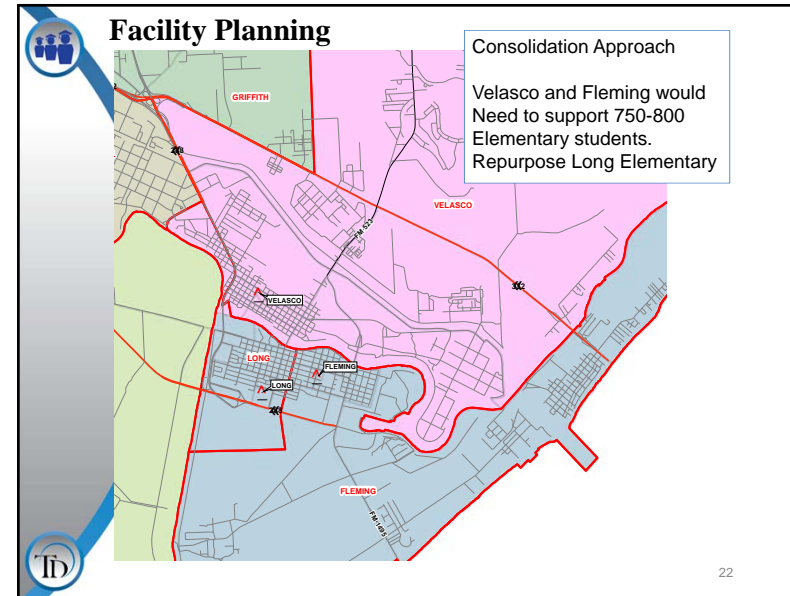 Facility Planning
Consolidation Approach
Velasco and Fleming would
Need to support 750-800
Elementary students.
Repurpose Long Elementary
GRIFFITH
VELASCO
FM 523
VELASCO
LONG
FLEMING
LONG
FLEMING
FM 1495
TD
22